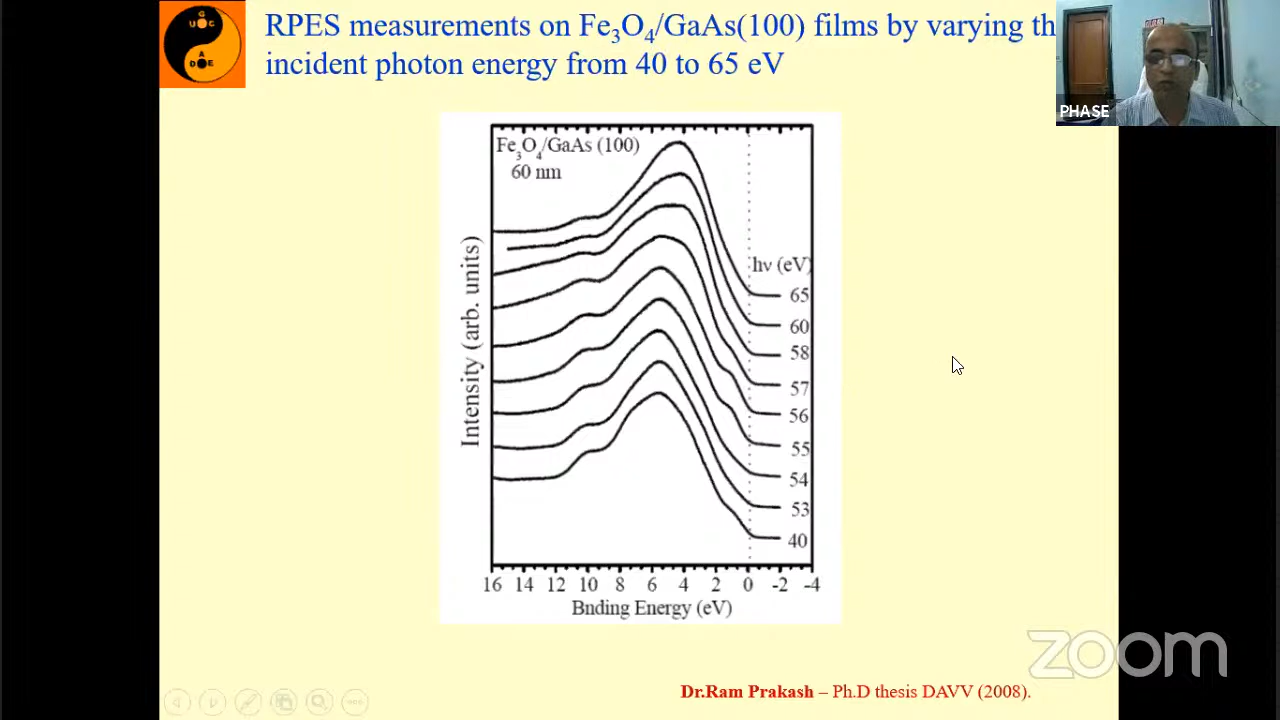 RPES measurements on Fe₃O₄/GaAs(100) films by varying th
incident photon energy from 40 to 65 eV
PHASE
Fe₃O₄/GaAs (100)
60 nm
hν (eV)
65
60
58
57
56
55
54
53
40
Intensity (arb. units)
16 14 12 10 8 6 4 2 0 -2 -4
Bnding Energy (eV)
zoom
Dr.Ram Prakash – Ph.D thesis DAVV (2008).